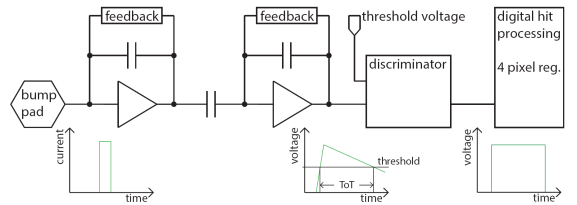 feedback
feedback
threshold voltage
digital hit
processing
4 pixel reg.
discriminator
bump
pad
current
time
voltage
threshold
ToT
time
voltage
time